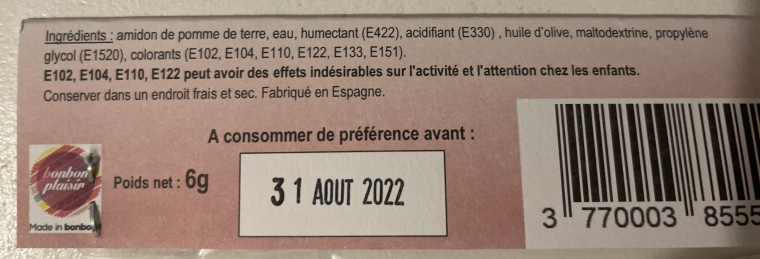 Ingrédients : amidon de pomme de terre, eau, humectant (E422), acidifiant (E330) , huile d'olive, maltodextrine, propylène
glycol (E1520), colorants (E102, E104, E110, E122, E133, E151).
E102, E104, E110, E122 peut avoir des effets indésirables sur l'activité et l'attention chez les enfants.
Conserver dans un endroit frais et sec. Fabriqué en Espagne.
A consommer de préférence avant :
bonbon
plaisir
Poids net : 6g
31 AOUT 2022
Made in bonbo
3 770003 8555